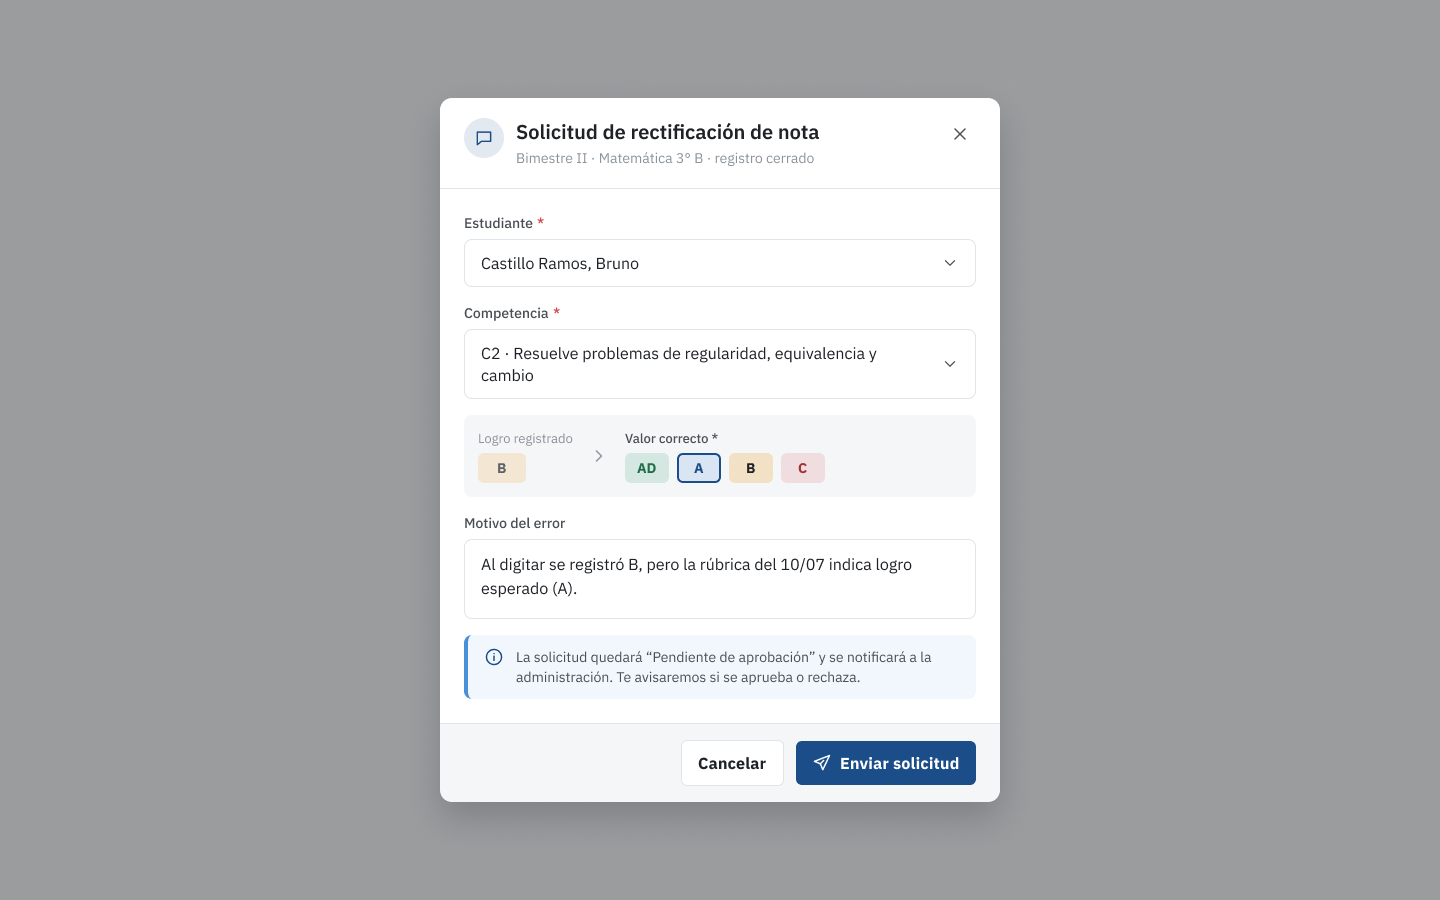 Solicitud de rectificación de nota
Bimestre II · Matemática 3° B · registro cerrado
Estudiante *
Castillo Ramos, Bruno
Competencia *
C2 · Resuelve problemas de regularidad, equivalencia y
cambio
Logro registrado
B
Valor correcto *
AD A B C
Motivo del error
Al digitar se registró B, pero la rúbrica del 10/07 indica logro
esperado (A).
La solicitud quedará “Pendiente de aprobación” y se notificará a la
administración. Te avisaremos si se aprueba o rechaza.
Cancelar
Enviar solicitud